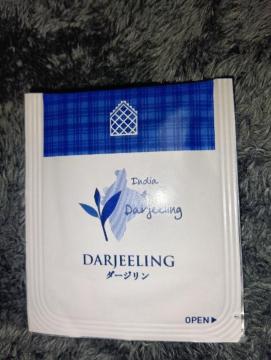 India
Darjeeling
DARJEELING
ダージリン
OPEN▶